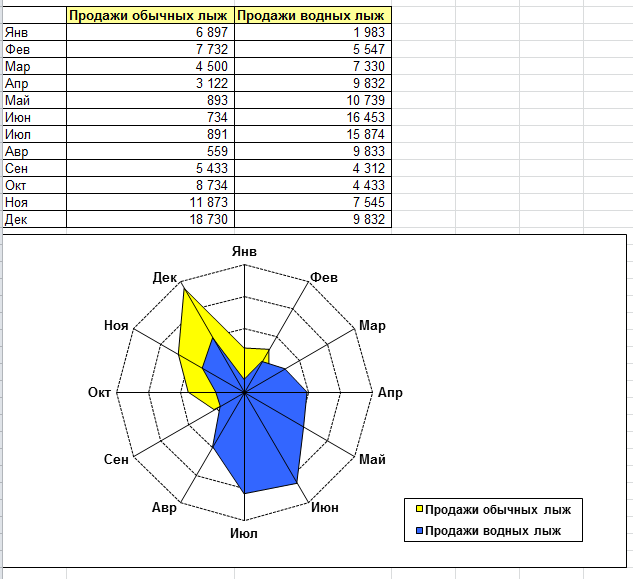 Продажи обычных лыж Продажи водных лыж
Янв 6 897 1 983
Фев 7 732 5 547
Мар 4 500 7 330
Апр 3 122 9 832
Май 893 10 739
Июн 734 16 453
Июл 891 15 874
Авр 559 9 833
Сен 5 433 4 312
Окт 8 734 4 433
Ноя 11 873 7 545
Дек 18 730 9 832
Янв
Дек Фев
Ноя Мар
Окт Апр
Сен Май
Авр Июн
Июл
Продажи обычных лыж
Продажи водных лыж